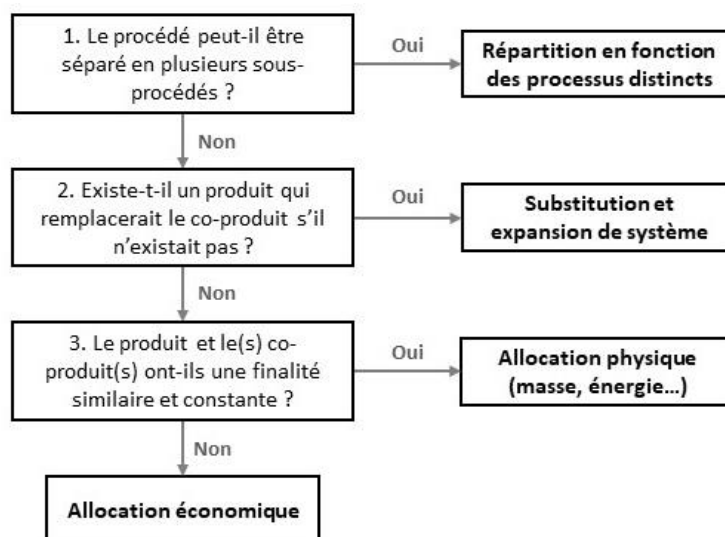 1. Le procédé peut-il être
séparé en plusieurs sous-
procédés ?
Oui
Répartition en fonction
des processus distincts
Non
2. Existe-t-il un produit qui
remplacerait le co-produit s’il
n’existait pas ?
Oui
Substitution et
expansion de système
Non
3. Le produit et le(s) co-
produit(s) ont-ils une finalité
similaire et constante ?
Oui
Allocation physique
(masse, énergie…)
Non
Allocation économique